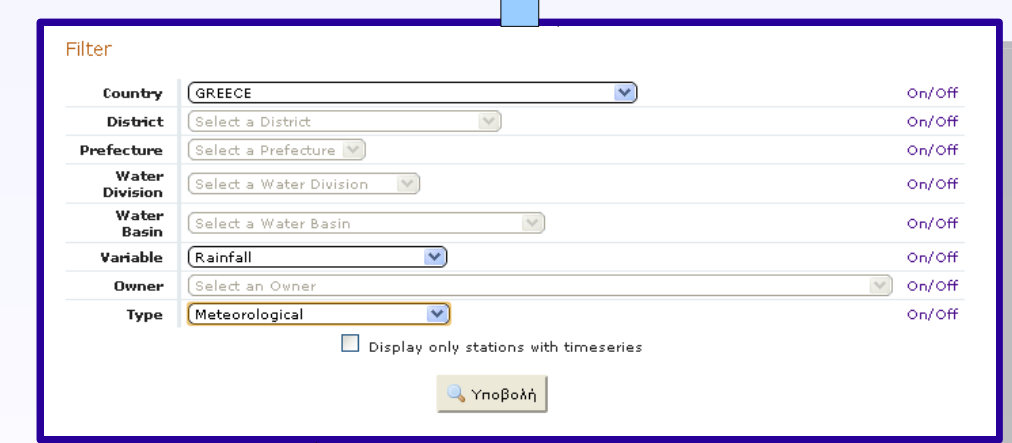 Filter
Country GREECE On/Off
District Select a District On/Off
Prefecture Select a Prefecture On/Off
Water
Division Select a Water Division On/Off
Water
Basin Select a Water Basin On/Off
Variable Rainfall On/Off
Owner Select an Owner On/Off
Type Meteorological On/Off
Display only stations with timeseries
Υποβολή